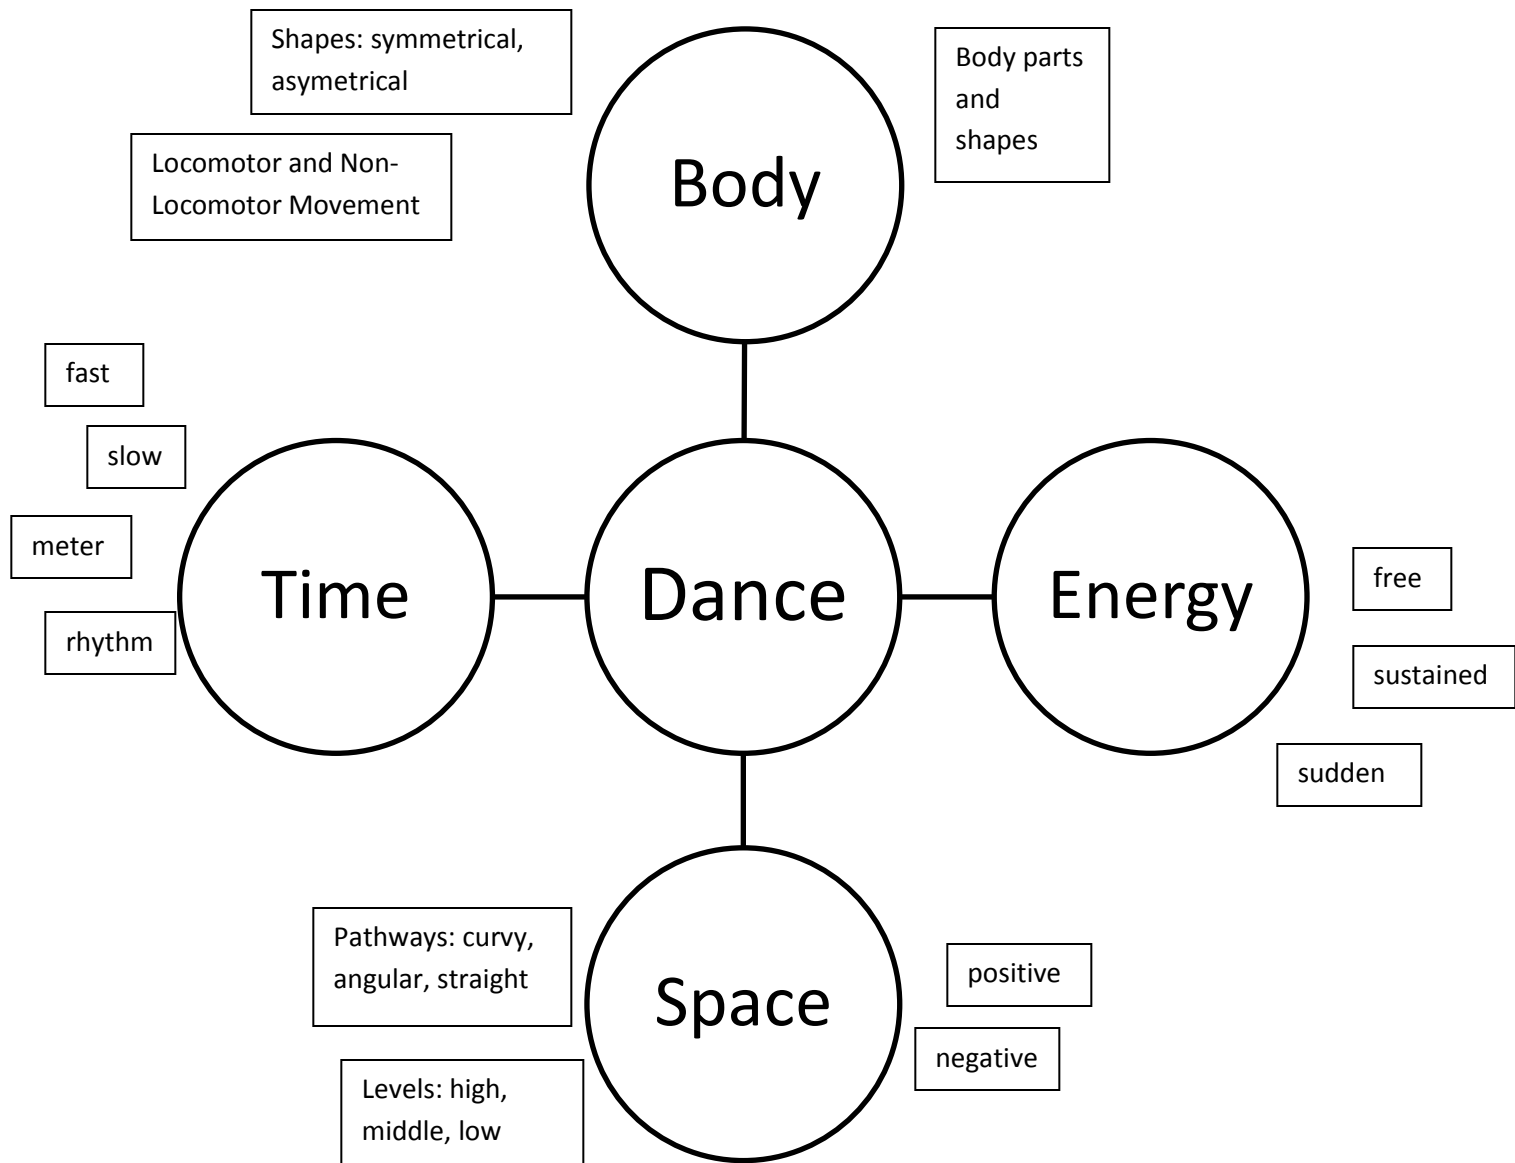 Shapes: symmetrical,
asymetrical
Body parts
and
shapes
Locomotor and Non-
Locomotor Movement
Body
fast
slow
meter
rhythm
Time
Dance
Energy
free
sustained
sudden
Pathways: curvy,
angular, straight
Levels: high,
middle, low
Space
positive
negative